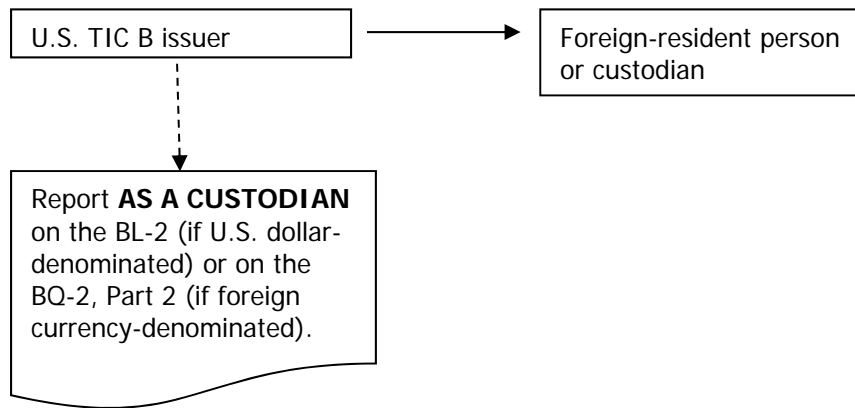 U.S. TIC B issuer
Foreign-resident person
or custodian
Report AS A CUSTODIAN
on the BL-2 (if U.S. dollar-
denominated) or on the
BQ-2, Part 2 (if foreign
currency-denominated).